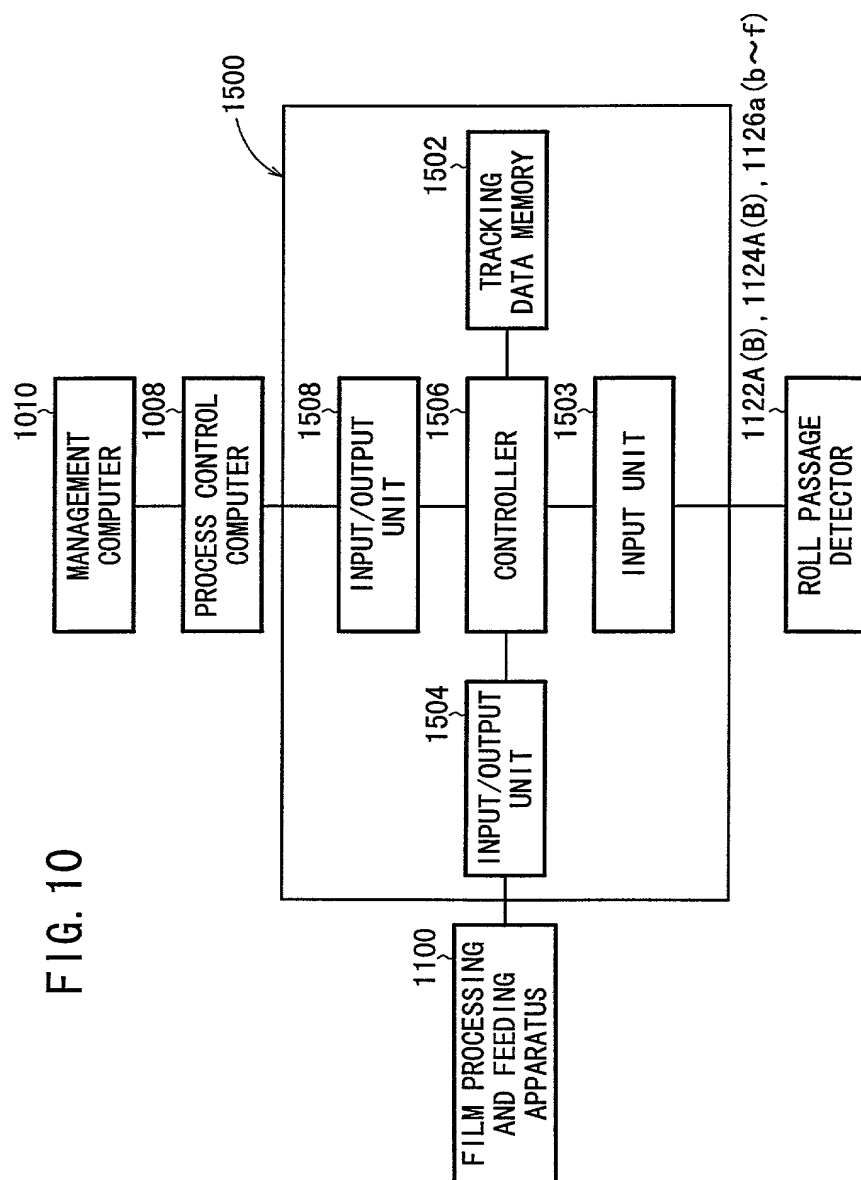 FIG. 10
1010
MANAGEMENT
COMPUTER
1008
PROCESS CONTROL
COMPUTER
1500
1508
INPUT/OUTPUT
UNIT
1100
FILM PROCESSING
AND FEEDING
APPARATUS
1504
INPUT/OUTPUT
UNIT
1506
CONTROLLER
1502
TRACKING
DATA MEMORY
1503
INPUT UNIT
1122A(B), 1124A(B), 1126a(b~f)
ROLL PASSAGE
DETECTOR